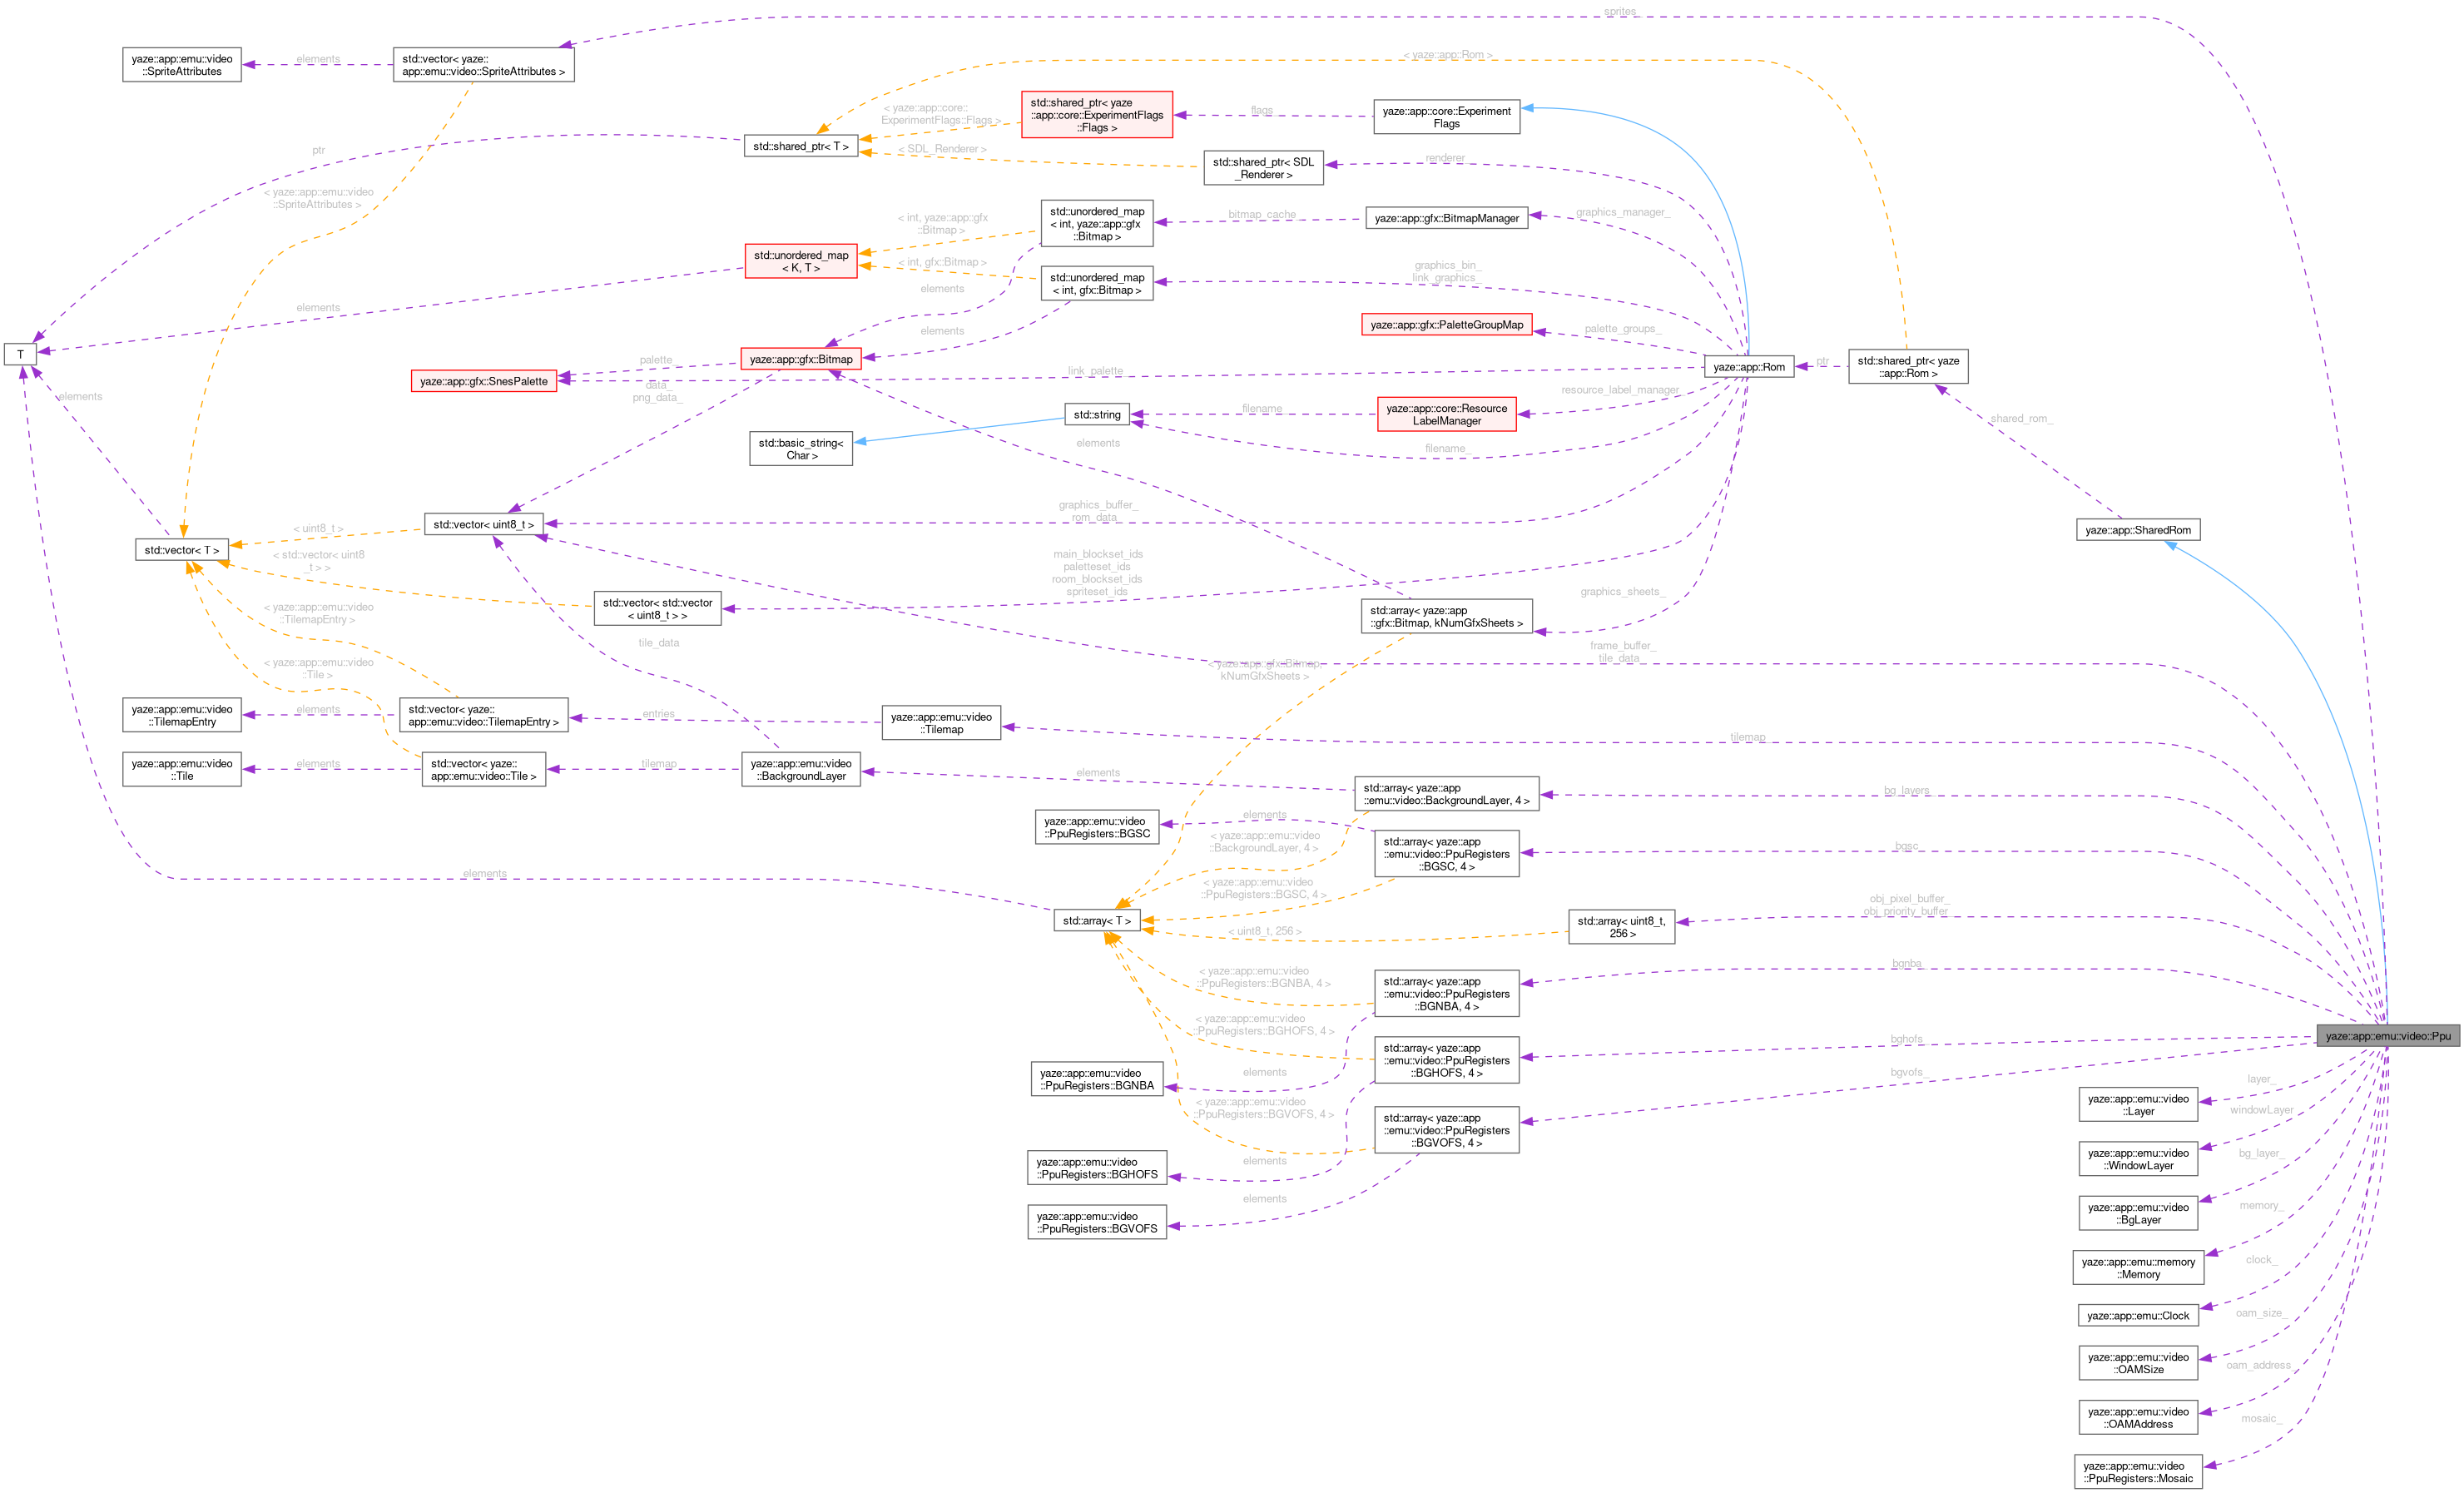 sprites_
yaze::app::emu::video
::SpriteAttributes
elements
std::vector< yaze::
app::emu::video::SpriteAttributes >
< yaze::app::Rom >
< yaze::app::core::
ExperimentFlags::Flags >
std::shared_ptr< yaze
::app::core::ExperimentFlags
::Flags >
flags_
yaze::app::core::Experiment
Flags
ptr
std::shared_ptr< T >
< SDL_Renderer >
std::shared_ptr< SDL
_Renderer >
renderer_
< yaze::app::emu::video
::SpriteAttributes >
< int, yaze::app::gfx
::Bitmap >
std::unordered_map
< int, yaze::app::gfx
::Bitmap >
bitmap_cache_
yaze::app::gfx::BitmapManager
graphics_manager_
std::unordered_map
< K, T >
< int, gfx::Bitmap >
elements
std::unordered_map
< int, gfx::Bitmap >
graphics_bin_
link_graphics_
elements
elements
yaze::app::gfx::PaletteGroupMap
palette_groups_
T
yaze::app::gfx::Bitmap
yaze::app::Rom
ptr
std::shared_ptr< yaze
::app::Rom >
yaze::app::gfx::SnesPalette
palette_
data_
png_data_
link_palette_
elements
resource_label_manager_
std::string
filename
yaze::app::core::Resource
LabelManager
shared_rom_
std::basic_string<
Char >
elements
filename_
std::vector< T >
< uint8_t >
< std::vector< uint8
_t > >
std::vector< uint8_t >
graphics_buffer_
rom_data_
yaze::app::SharedRom
main_blockset_ids
paletteset_ids
room_blockset_ids
spriteset_ids
graphics_sheets_
< yaze::app::emu::video
::TilemapEntry >
std::vector< std::vector
< uint8_t > >
std::array< yaze::app
::gfx::Bitmap, kNumGfxSheets >
tile_data
frame_buffer_
tile_data_
< yaze::app::emu::video
::Tile >
< yaze::app::gfx::Bitmap,
kNumGfxSheets >
yaze::app::emu::video
::TilemapEntry
elements
std::vector< yaze::
app::emu::video::TilemapEntry >
entries
yaze::app::emu::video
::Tilemap
tilemap_
yaze::app::emu::video
::Tile
elements
std::vector< yaze::
app::emu::video::Tile >
tilemap
yaze::app::emu::video
::BackgroundLayer
elements
std::array< yaze::app
::emu::video::BackgroundLayer, 4 >
bg_layers_
yaze::app::emu::video
::PpuRegisters::BGSC
elements
< yaze::app::emu::video
::BackgroundLayer, 4 >
std::array< yaze::app
::emu::video::PpuRegisters
::BGSC, 4 >
bgsc_
elements
< yaze::app::emu::video
::PpuRegisters::BGSC, 4 >
std::array< T >
< uint8_t, 256 >
std::array< uint8_t,
256 >
obj_pixel_buffer_
obj_priority_buffer_
< yaze::app::emu::video
::PpuRegisters::BGNBA, 4 >
std::array< yaze::app
::emu::video::PpuRegisters
::BGNBA, 4 >
bgnba_
< yaze::app::emu::video
::PpuRegisters::BGHOFS, 4 >
std::array< yaze::app
::emu::video::PpuRegisters
::BGHOFS, 4 >
bghofs_
yaze::app::emu::video::Ppu
yaze::app::emu::video
::PpuRegisters::BGNBA
elements
bgvofs_
< yaze::app::emu::video
::PpuRegisters::BGVOFS, 4 >
std::array< yaze::app
::emu::video::PpuRegisters
::BGVOFS, 4 >
layer_
yaze::app::emu::video
::Layer
windowLayer
yaze::app::emu::video
::PpuRegisters::BGHOFS
elements
yaze::app::emu::video
::WindowLayer
bg_layer_
yaze::app::emu::video
::PpuRegisters::BGVOFS
elements
yaze::app::emu::video
::BgLayer
memory_
yaze::app::emu::memory
::Memory
clock_
yaze::app::emu::Clock
oam_size_
yaze::app::emu::video
::OAMSize
oam_address_
yaze::app::emu::video
::OAMAddress
mosaic_
yaze::app::emu::video
::PpuRegisters::Mosaic